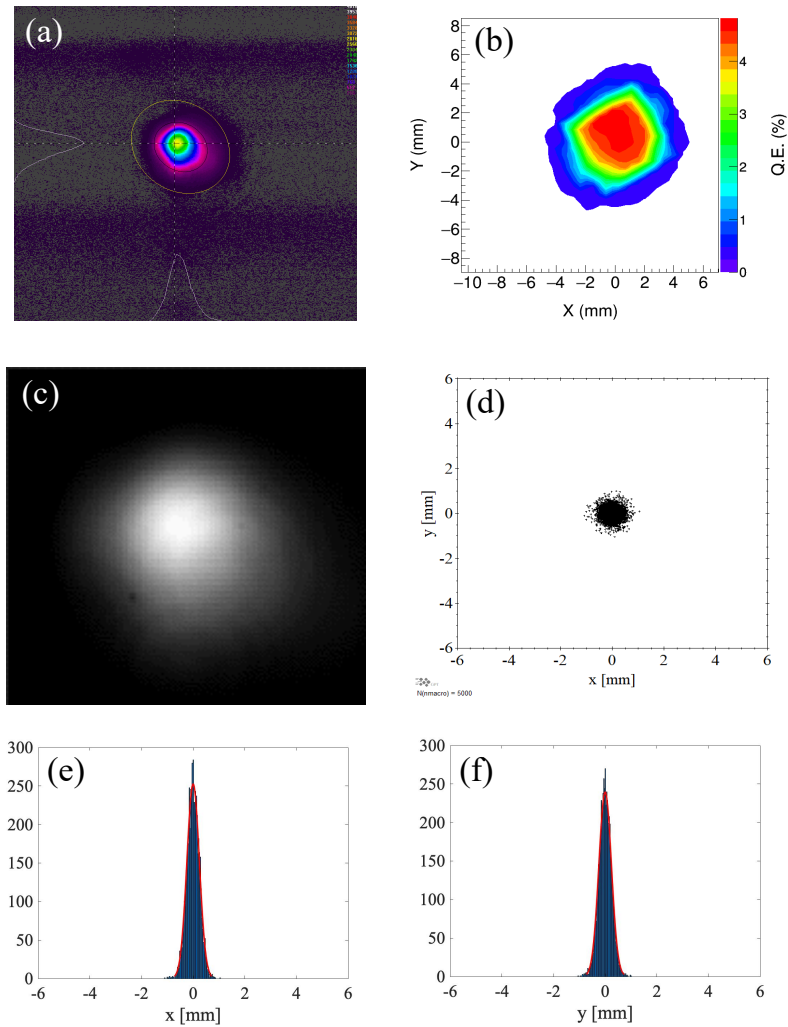 (a)
(b)
8
6
4
2
0
−2
−4
−6
−8
Y (mm)
−10 −8 −6 −4 −2 0 2 4 6
X (mm)
4
3
2
1
0
Q.E. (%)
(c)
(d)
6
4
2
0
-2
-4
-6
y [mm]
-6 -4 -2 0 2 4 6
x [mm]
N(nmacro) = 5000
(e)
300
250
200
150
100
50
0
-6 -4 -2 0 2 4 6
x [mm]
(f)
300
250
200
150
100
50
0
-6 -4 -2 0 2 4 6
y [mm]